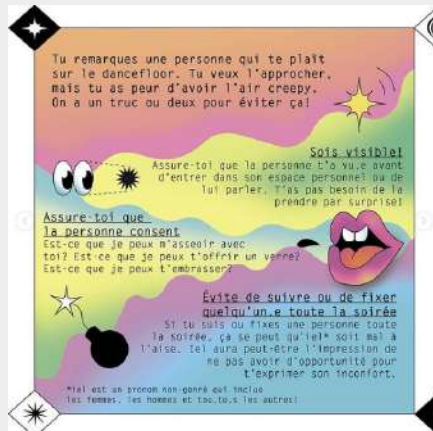 Tu remarques une personne qui te plaît
sur le dancefloor. Tu veux l'approcher,
mais tu as peur d'avoir l'air creepy.
On a un truc ou deux pour éviter ça!
Sois visible!
Assure-toi que la personne t'a vu.e avant
d'entrer dans son espace personnel ou de
lui parler. T'as pas besoin de la
prendre par surprise!
Assure-toi que
la personne consent
Est-ce que je peux m'asseoir avec
toi? Est-ce que je peux t'offrir un verre?
Est-ce que je peux t'embrasser?
Évite de suivre ou de fixer
quelqu'un.e toute la soirée
Si tu suis ou fixes une personne toute
la soirée, ça se peut qu'iel* soit mal à
l'aise. Iel aura peut-être l'impression de
ne pas avoir d'opportunité pour
t'exprimer son inconfort.
*iel est un pronom non-genré qui inclue
les femmes, les hommes et tou.te.s les autres!